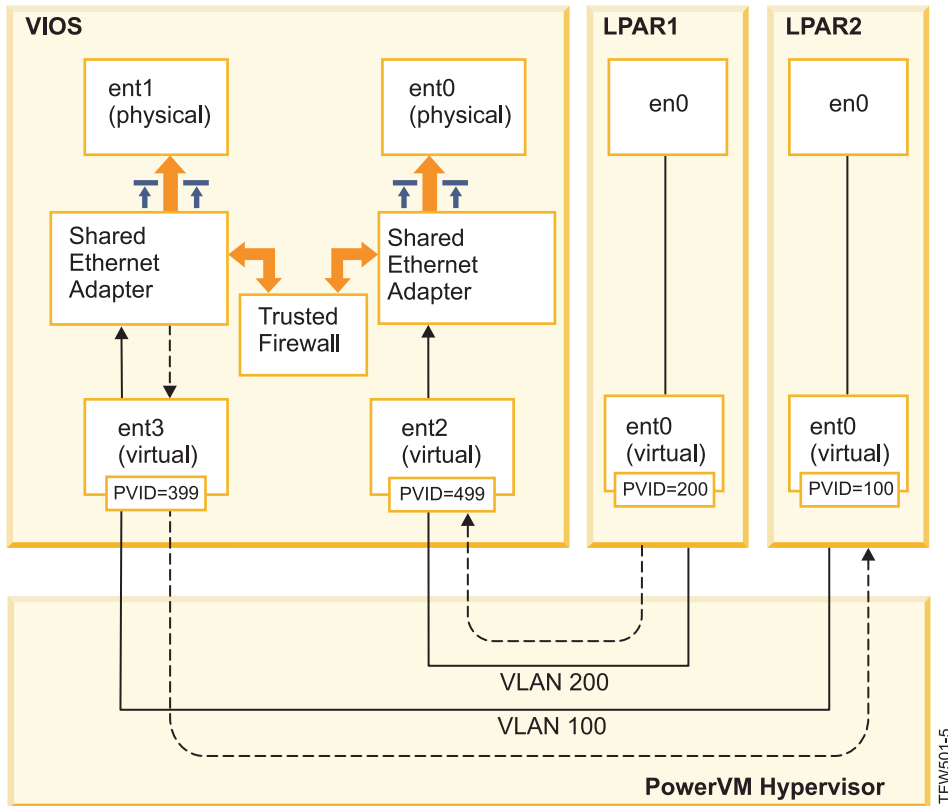 VIOS
ent1
(physical)
ent0
(physical)
Shared
Ethernet
Adapter
Shared
Ethernet
Adapter
Trusted
Firewall
ent3
(virtual)
PVID=399
ent2
(virtual)
PVID=499
LPAR1
en0
ent0
(virtual)
PVID=200
LPAR2
en0
ent0
(virtual)
PVID=100
VLAN 200
VLAN 100
PowerVM Hypervisor
TFW501-5